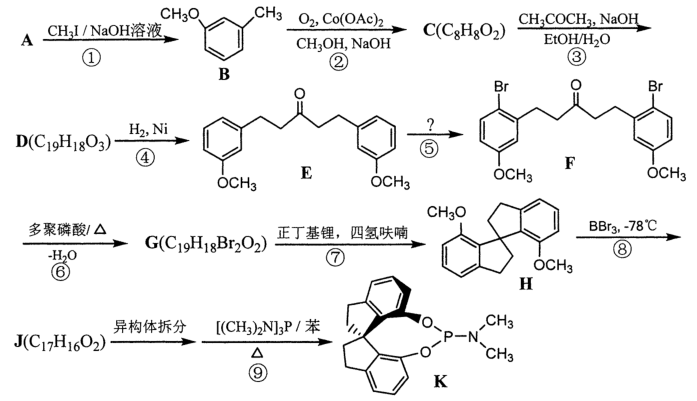 A CH₃I / NaOH溶液 ① H₃CO CH₃ B O₂, Co(OAc)₂ CH₃OH, NaOH ② C(C₈H₈O₂) CH₃COCH₃, NaOH EtOH/H₂O ③
D(C₁₉H₁₈O₃) H₂, Ni ④ O OCH₃ OCH₃ E ? ⑤ Br O Br OCH₃ OCH₃ F
多聚磷酸/△ -H₂O ⑥ G(C₁₉H₁₈Br₂O₂) 正丁基锂，四氢呋喃 ⑦ H₃CO OCH₃ H BBr₃, -78℃ ⑧
J(C₁₇H₁₆O₂) 异构体拆分 [(CH₃)₂N]₃P / 苯 △ ⑨ O O P N CH₃ CH₃ K